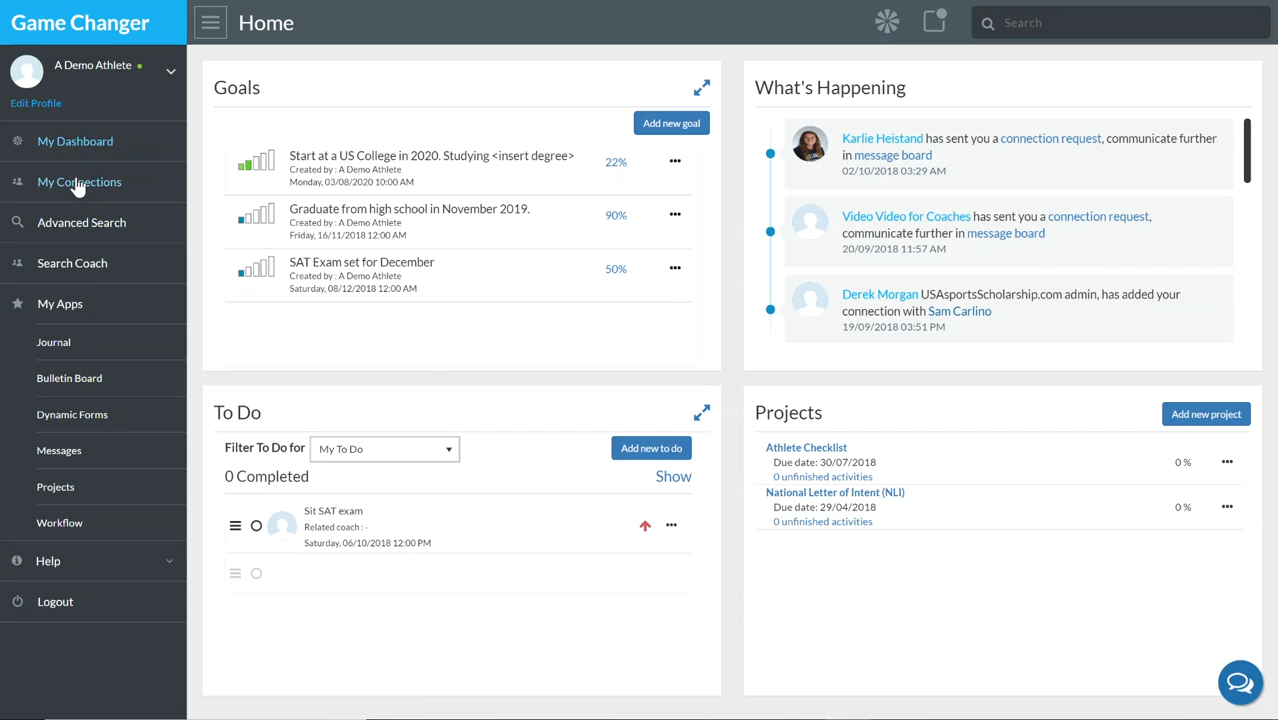 Game Changer
Home
Search
A Demo Athlete
Edit Profile
My Dashboard
My Connections
Advanced Search
Search Coach
My Apps
Journal
Bulletin Board
Dynamic Forms
Messages
Projects
Workflow
Help
Logout
Goals
Add new goal
Start at a US College in 2020. Studying <insert degree>
22%
Created by : A Demo Athlete
Monday, 03/08/2020 10:00 AM
Graduate from high school in November 2019.
90%
Created by : A Demo Athlete
Friday, 16/11/2018 12:00 AM
SAT Exam set for December
50%
Created by : A Demo Athlete
Saturday, 08/12/2018 12:00 AM
What's Happening
Karlie Heistand has sent you a connection request, communicate further
in message board
02/10/2018 03:29 AM
Video Video for Coaches has sent you a connection request,
communicate further in message board
20/09/2018 11:57 AM
Derek Morgan USAsportsScholarship.com admin, has added your
connection with Sam Carlino
19/09/2018 03:51 PM
To Do
Filter To Do for My To Do
Add new to do
0 Completed
Show
Sit SAT exam
Related coach : -
Saturday, 06/10/2018 12:00 PM
Projects
Add new project
Athlete Checklist
Due date: 30/07/2018
0 %
0 unfinished activities
National Letter of Intent (NLI)
Due date: 29/04/2018
0 %
0 unfinished activities